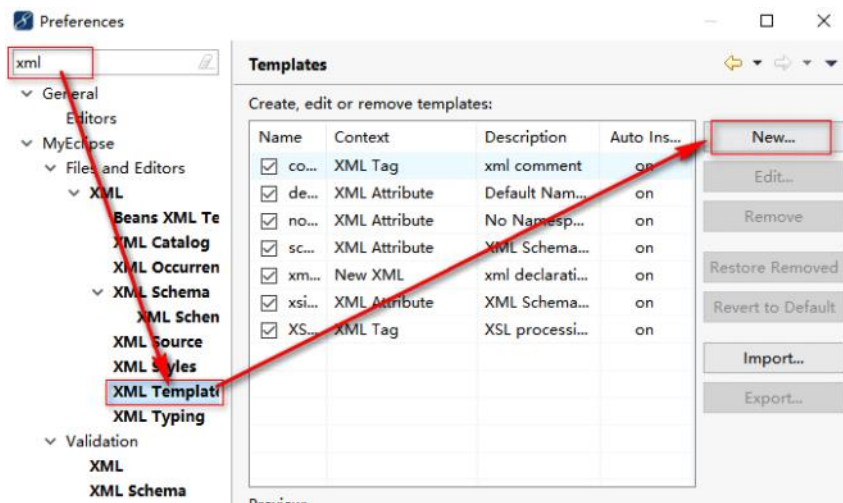 Preferences
xml
General
Editors
MyEclipse
Files and Editors
XML
Beans XML Te
XML Catalog
XML Occurren
XML Schema
XML Schen
XML Source
XML Styles
XML Templat
XML Typing
Validation
XML
XML Schema
Templates
Create, edit or remove templates:
Name Context Description Auto Ins...
co... XML Tag xml comment on
de... XML Attribute Default Nam... on
no... XML Attribute No Namesp... on
sc... XML Attribute XML Schema... on
xm... New XML xml declarati... on
xsi... XML Attribute XML Schema... on
XS... XML Tag XSL processi... on
New...
Edit...
Remove
Restore Removed
Revert to Default
Import...
Export...